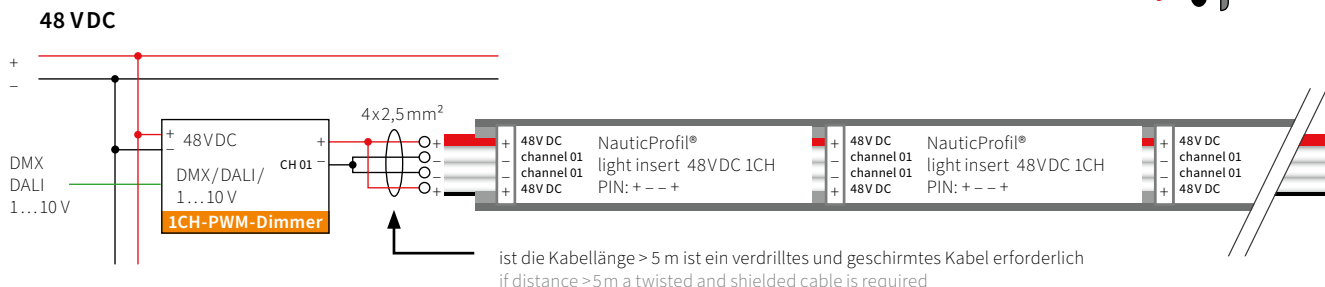 48 V DC
+
–
DMX
DALI
1…10 V
+
–
48 V DC
DMX/DALI/
1…10 V
+
CH 01 –
1CH-PWM-Dimmer
4x2,5 mm²
+
–
–
+
+ 48V DC
– channel 01
– channel 01
+ 48V DC
NauticProfil®
light insert 48 V DC 1CH
PIN: + – – +
+ 48V DC
– channel 01
– channel 01
+ 48V DC
NauticProfil®
light insert 48 V DC 1CH
PIN: + – – +
+ 48V DC
– channel 01
– channel 01
+ 48V DC
ist die Kabellänge > 5 m ist ein verdrilltes und geschirmtes Kabel erforderlich
if distance > 5 m a twisted and shielded cable is required